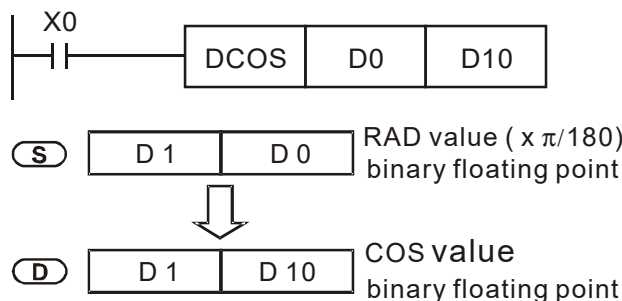 X0
DCOS D0 D10
S D 1 D 0 RAD value ( x π/180)
binary floating point
D D 1 D 10 COS value
binary floating point